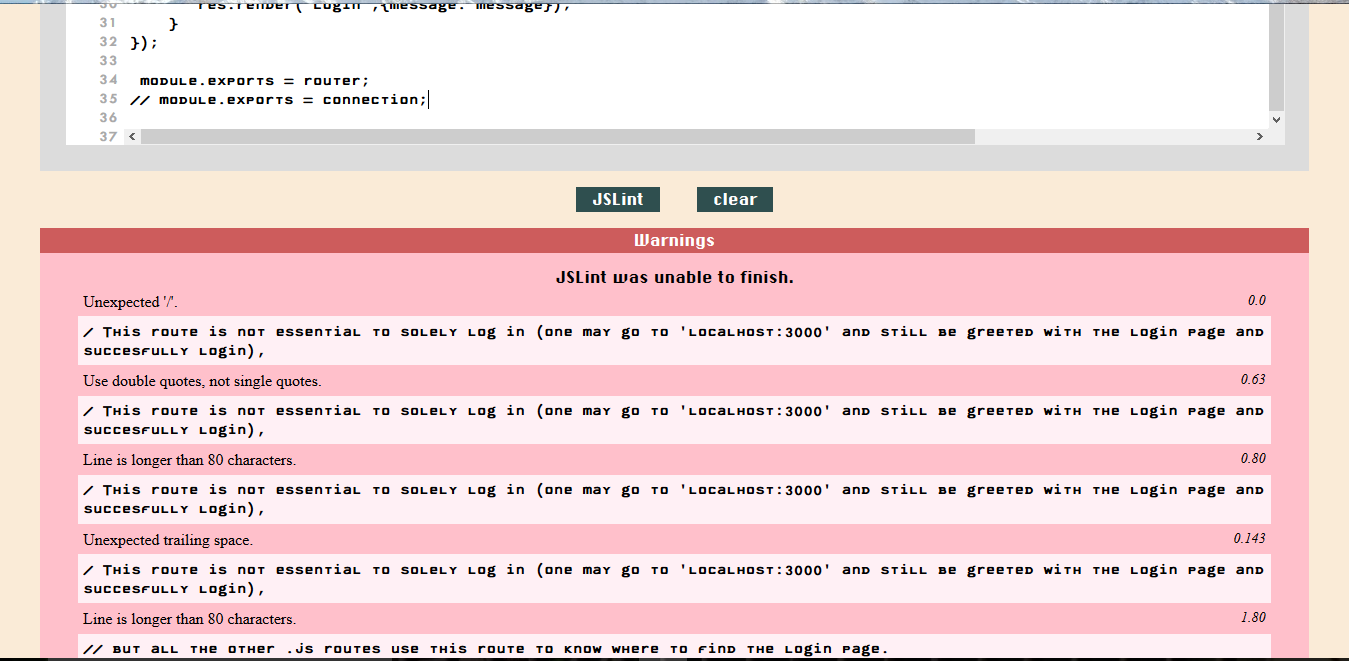 30 res.render('Login',{message: message});
31 }
32 });
33
34 module.exports = router;
35 // module.exports = connection;
36
37
JSLint clear
Warnings
JSLint was unable to finish.
Unexpected '/'. 0.0
/ This route is not essential to solely log in (one may go to 'localhost:3000' and still be greeted with the login page and
succesfully login),
Use double quotes, not single quotes. 0.63
/ This route is not essential to solely log in (one may go to 'localhost:3000' and still be greeted with the login page and
succesfully login),
Line is longer than 80 characters. 0.80
/ This route is not essential to solely log in (one may go to 'localhost:3000' and still be greeted with the login page and
succesfully login),
Unexpected trailing space. 0.143
/ This route is not essential to solely log in (one may go to 'localhost:3000' and still be greeted with the login page and
succesfully login),
Line is longer than 80 characters. 1.80
// but all the other .js routes use this route to know where to find the login page.